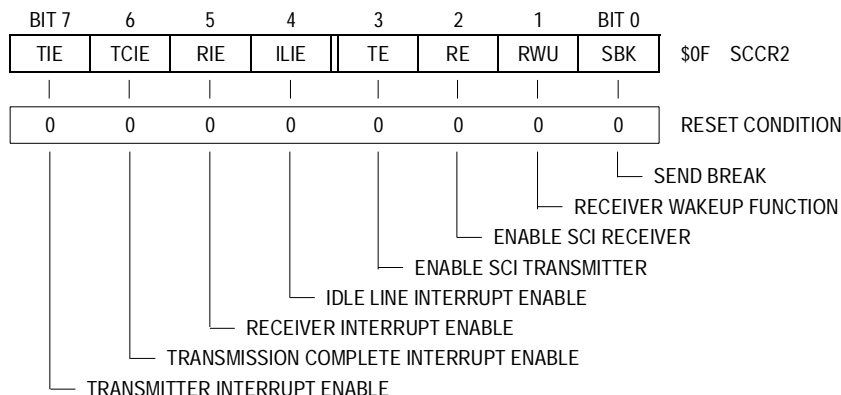 BIT 7 6 5 4 3 2 1 BIT 0
TIE TCIE RIE ILIE TE RE RWU SBK $0F SCCR2
0 0 0 0 0 0 0 0 RESET CONDITION
SEND BREAK
RECEIVER WAKEUP FUNCTION
ENABLE SCI RECEIVER
ENABLE SCI TRANSMITTER
IDLE LINE INTERRUPT ENABLE
RECEIVER INTERRUPT ENABLE
TRANSMISSION COMPLETE INTERRUPT ENABLE
TRANSMITTER INTERRUPT ENABLE